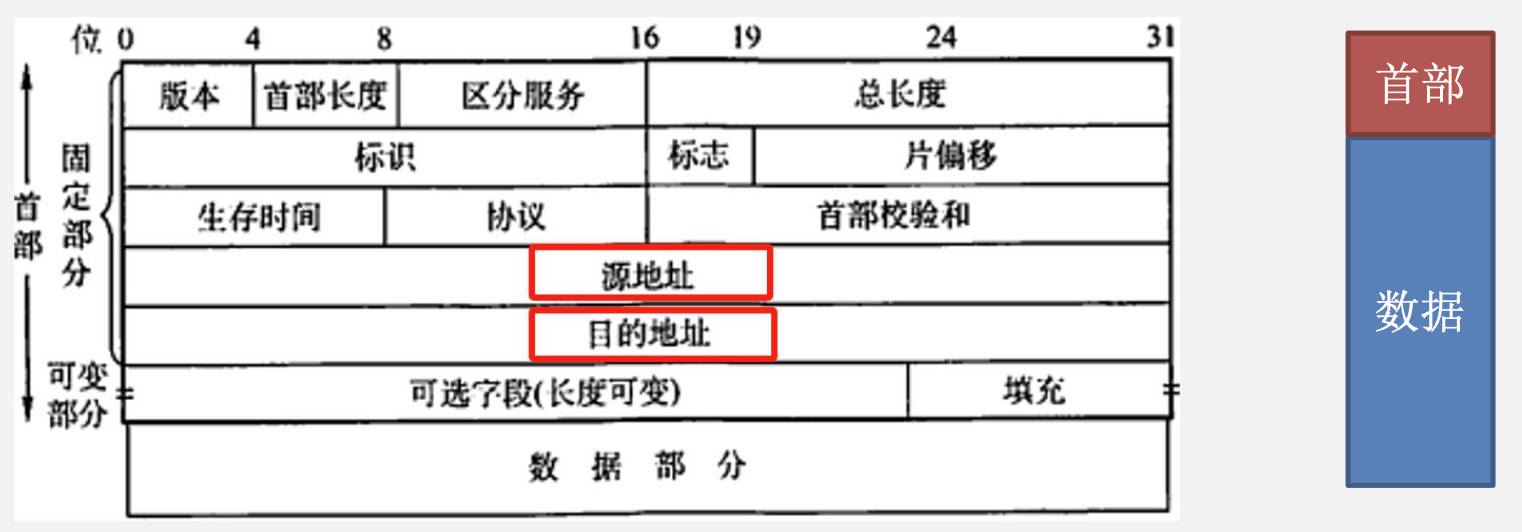 位 0 4 8 16 19 24 31
版本 首部长度 区分服务 总长度
标识 标志 片偏移
生存时间 协议 首部校验和
源地址
目的地址
可选字段(长度可变) 填充
数据部分
首部
固定部分
可变
部分
首部
数据